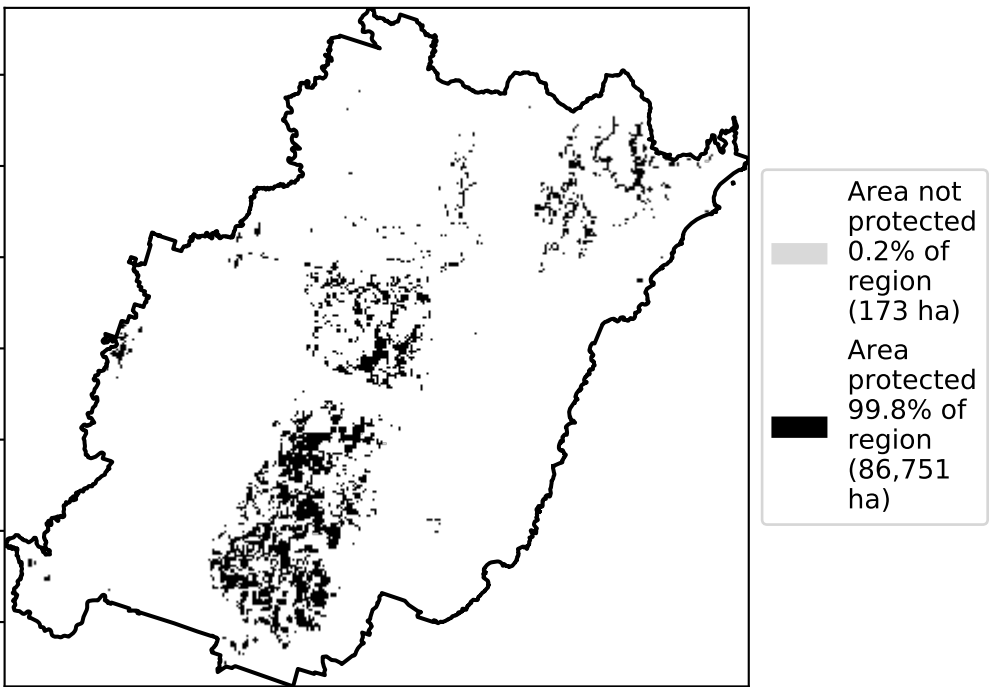 Area not
protected
0.2% of
region
(173 ha)
Area
protected
99.8% of
region
(86,751
ha)